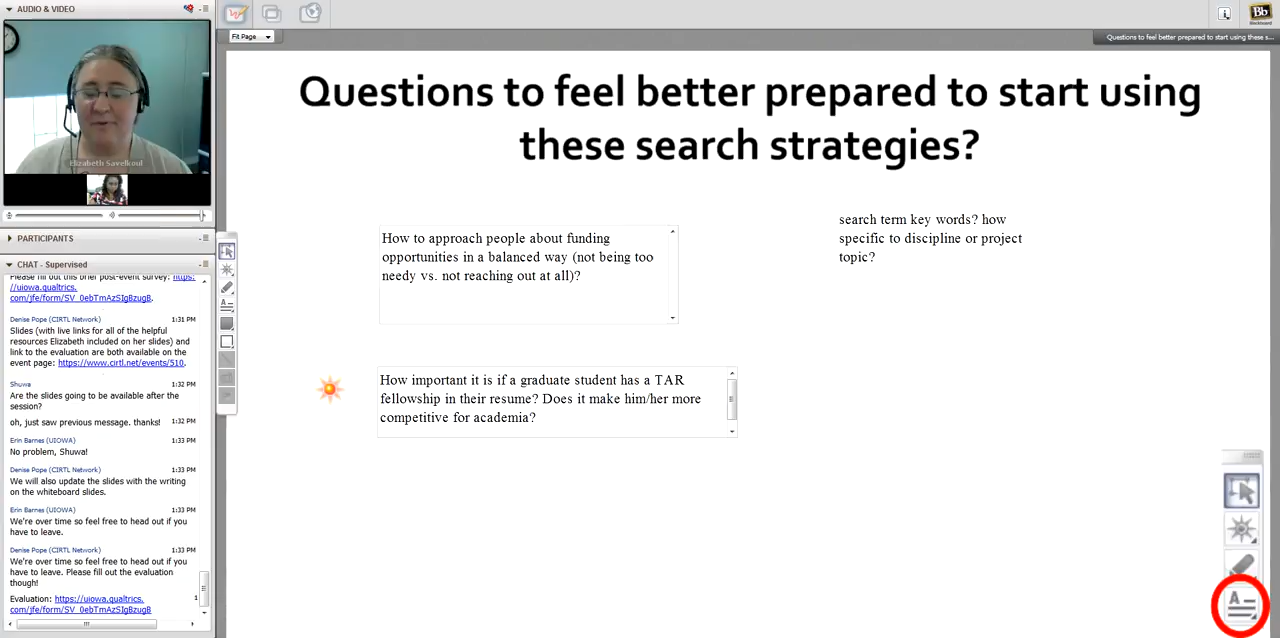 AUDIO & VIDEO
Elizabeth Savelkoul
PARTICIPANTS
CHAT - Supervised
Please fill out this brief post-event survey: https:
//uiowa.qualtrics.
com/jfe/form/SV_0ebTmAzSIgBzugB.
Denise Pope (CIRTL Network) 1:31 PM
Slides (with live links for all of the helpful
resources Elizabeth included on her slides) and
link to the evaluation are both available on the
event page: https://www.cirtl.net/events/510.
Shuwa 1:32 PM
Are the slides going to be available after the
session?
oh, just saw previous message. thanks! 1:32 PM
Erin Barnes (UIOWA) 1:33 PM
No problem, Shuwa!
Denise Pope (CIRTL Network) 1:33 PM
We will also update the slides with the writing
on the whiteboard slides.
Erin Barnes (UIOWA) 1:33 PM
We're over time so feel free to head out if you
have to leave.
Denise Pope (CIRTL Network) 1:33 PM
We're over time so feel free to head out if you
have to leave. Please fill out the evaluation
though!
Evaluation: https://uiowa.qualtrics. 1
com/jfe/form/SV_0ebTmAzSIgBzugB
Fit Page
Bb
Blackboard
Questions to feel better prepared to start using these s...
Questions to feel better prepared to start using
these search strategies?
How to approach people about funding
opportunities in a balanced way (not being too
needy vs. not reaching out at all)?
search term key words? how
specific to discipline or project
topic?
How important it is if a graduate student has a TAR
fellowship in their resume? Does it make him/her more
competitive for academia?
A
A